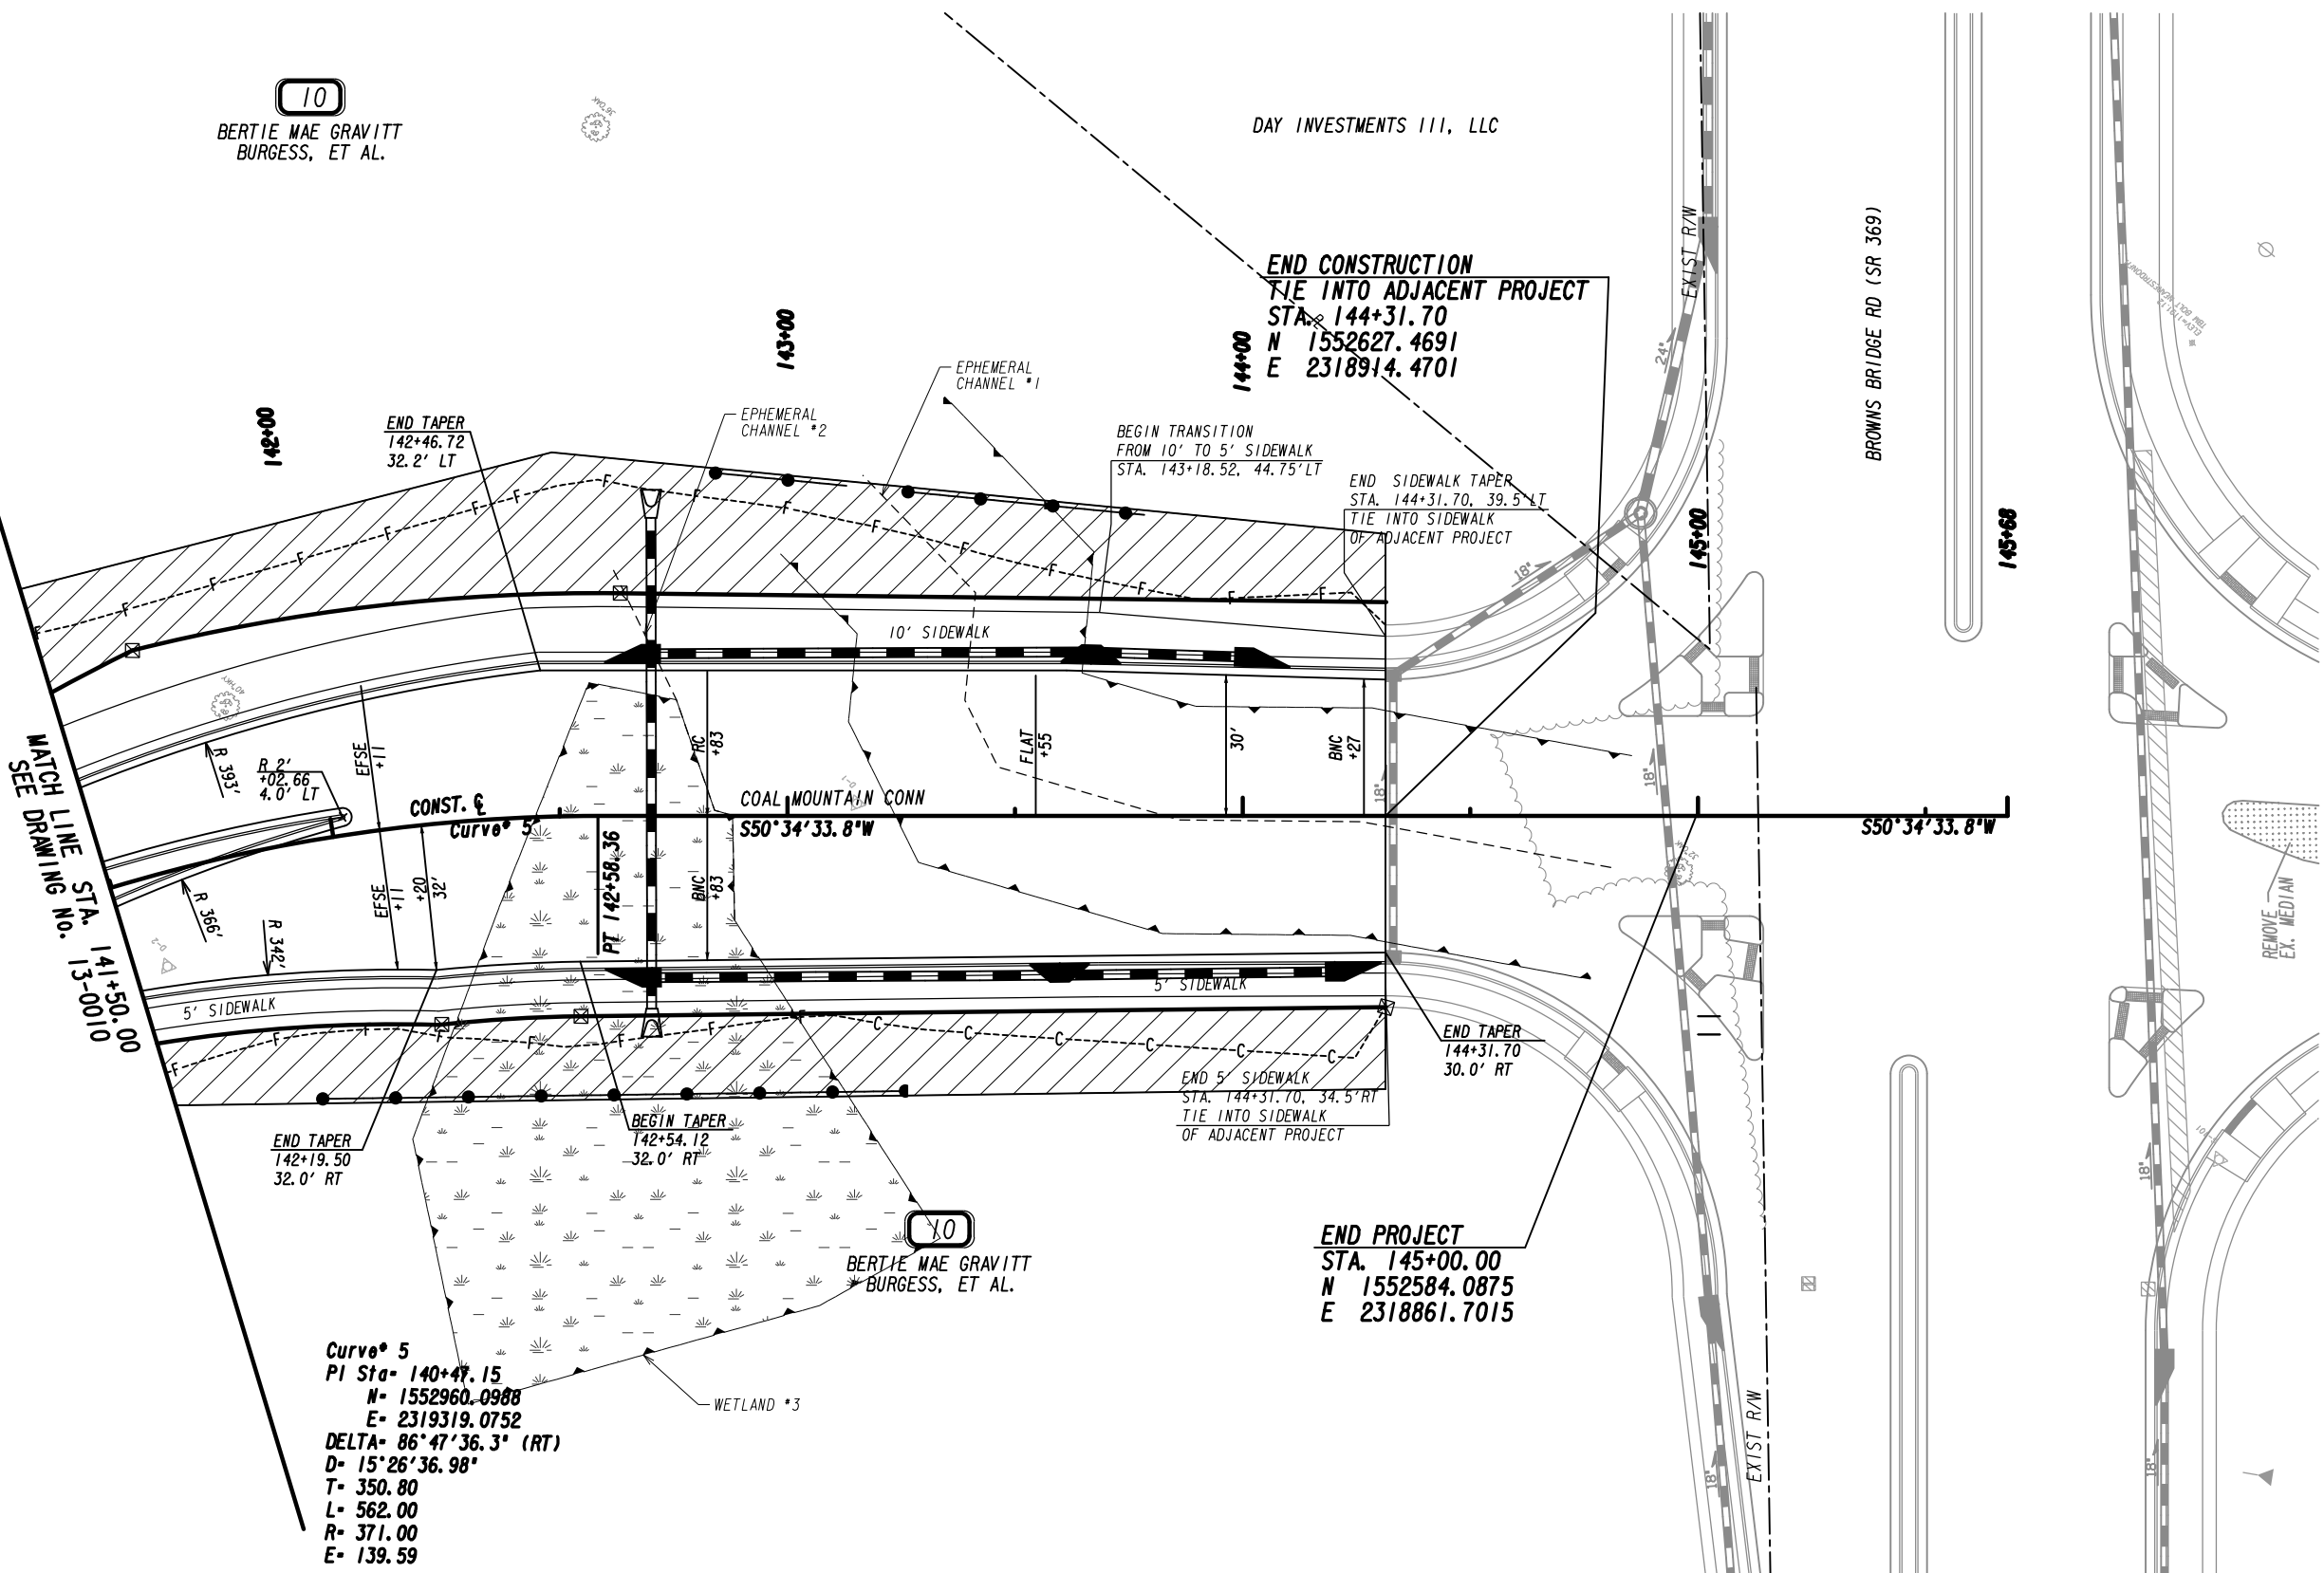 10
BERTIE MAE GRAVITT
BURGESS, ET AL.
36"OAK
DAY INVESTMENTS III, LLC
END CONSTRUCTION
TIE INTO ADJACENT PROJECT
STA. 144+31.70
N 1552627.4691
E 2318914.4701
EXIST R/W
BROWNS BRIDGE RD (SR 369)
142+00
143+00
144+00
145+00
145+68
END TAPER
142+46.72
32.2' LT
EPHEMERAL
CHANNEL #2
EPHEMERAL
CHANNEL #1
BEGIN TRANSITION
FROM 10' TO 5' SIDEWALK
STA. 143+18.52, 44.75'LT
END SIDEWALK TAPER
STA. 144+31.70, 39.5'LT
TIE INTO SIDEWALK
OF ADJACENT PROJECT
24"
18"
18"
18"
10' SIDEWALK
F F F F F F F F F F F F F F F
40"HKY
R 393'
R 2'
+02.66
4.0' LT
EFSE
+11
RC
+83
FLAT
+55
30'
BNC
+27
CONST. ℄
Curve# 5
COAL MOUNTAIN CONN
S50°34'33.8"W
S50°34'33.8"W
PT 142+58.36
BNC
+83
EFSE
+11
+20
32'
R 366'
R 342'
0-2
0-1
32"OAK
MATCH LINE STA. 141+50.00
SEE DRAWING No. 13-0010
5' SIDEWALK
5' SIDEWALK
F F F F F F F F
C C C C C C
REMOVE
EX. MEDIAN
END TAPER
144+31.70
30.0' RT
END 5' SIDEWALK
STA. 144+31.70, 34.5'RT
TIE INTO SIDEWALK
OF ADJACENT PROJECT
BEGIN TAPER
142+54.12
32.0' RT
END TAPER
142+19.50
32.0' RT
10
BERTIE MAE GRAVITT
BURGESS, ET AL.
END PROJECT
STA. 145+00.00
N 1552584.0875
E 2318861.7015
WETLAND #3
Curve# 5
PI Sta= 140+47.15
N= 1552960.0988
E= 2319319.0752
DELTA= 86°47'36.3" (RT)
D= 15°26'36.98"
T= 350.80
L= 562.00
R= 371.00
E= 139.59
EXIST R/W
18"
18"
18"